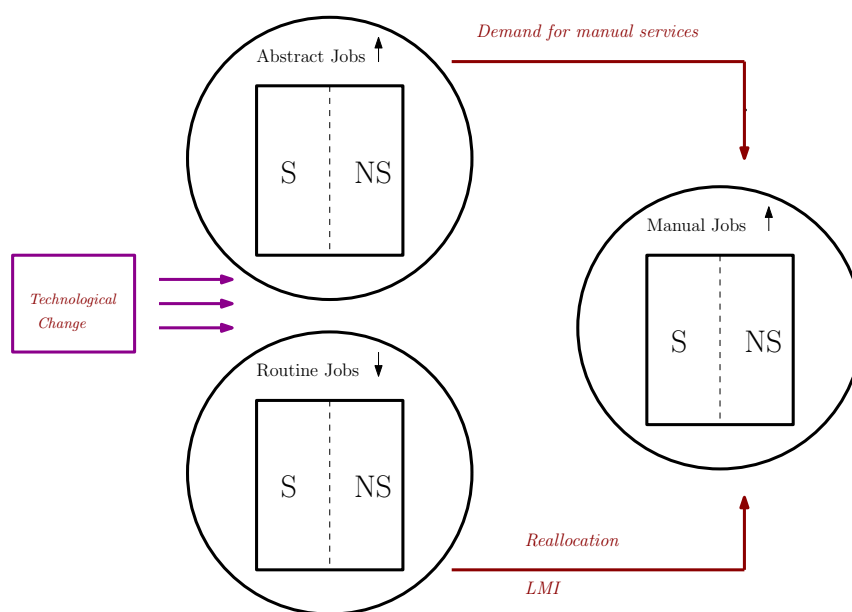 Demand for manual services
Abstract Jobs
S NS
Manual Jobs
S NS
Technological
Change
Routine Jobs
S NS
Reallocation
LMI